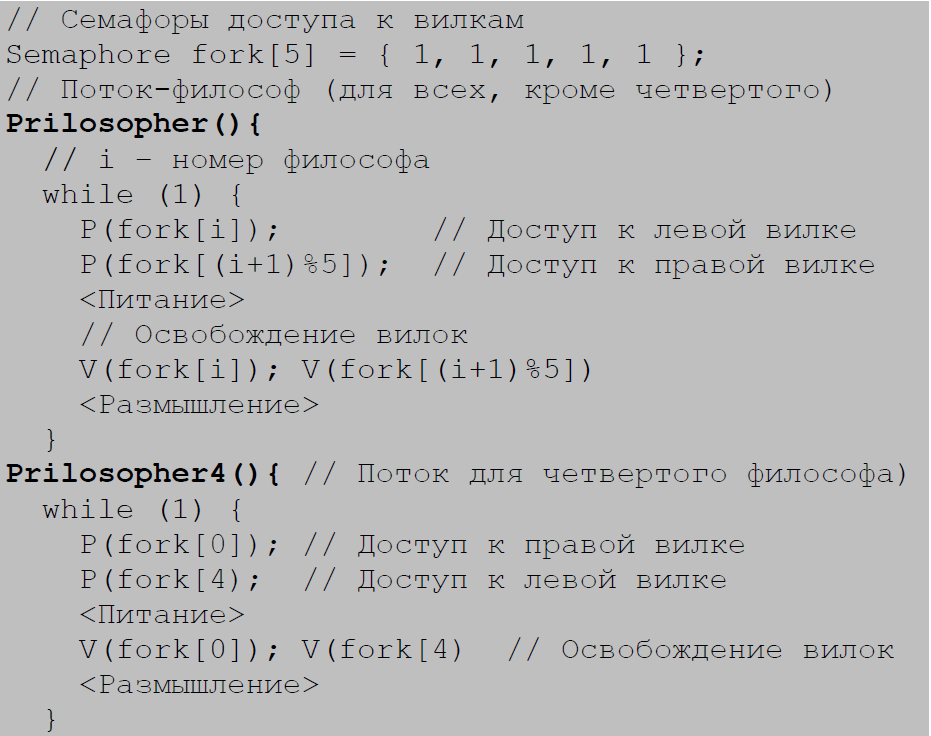 // Семафоры доступа к вилкам
Semaphore fork[5] = { 1, 1, 1, 1, 1 };
// Поток-философ (для всех, кроме четвертого)
Prilosopher(){
// i – номер философа
while (1) {
P(fork[i]); // Доступ к левой вилке
P(fork[(i+1)%5]); // Доступ к правой вилке
<Питание>
// Освобождение вилок
V(fork[i]); V(fork[(i+1)%5])
<Размышление>
}
Prilosopher4(){ // Поток для четвертого философа)
while (1) {
P(fork[0]); // Доступ к правой вилке
P(fork[4); // Доступ к левой вилке
<Питание>
V(fork[0]); V(fork[4) // Освобождение вилок
<Размышление>
}